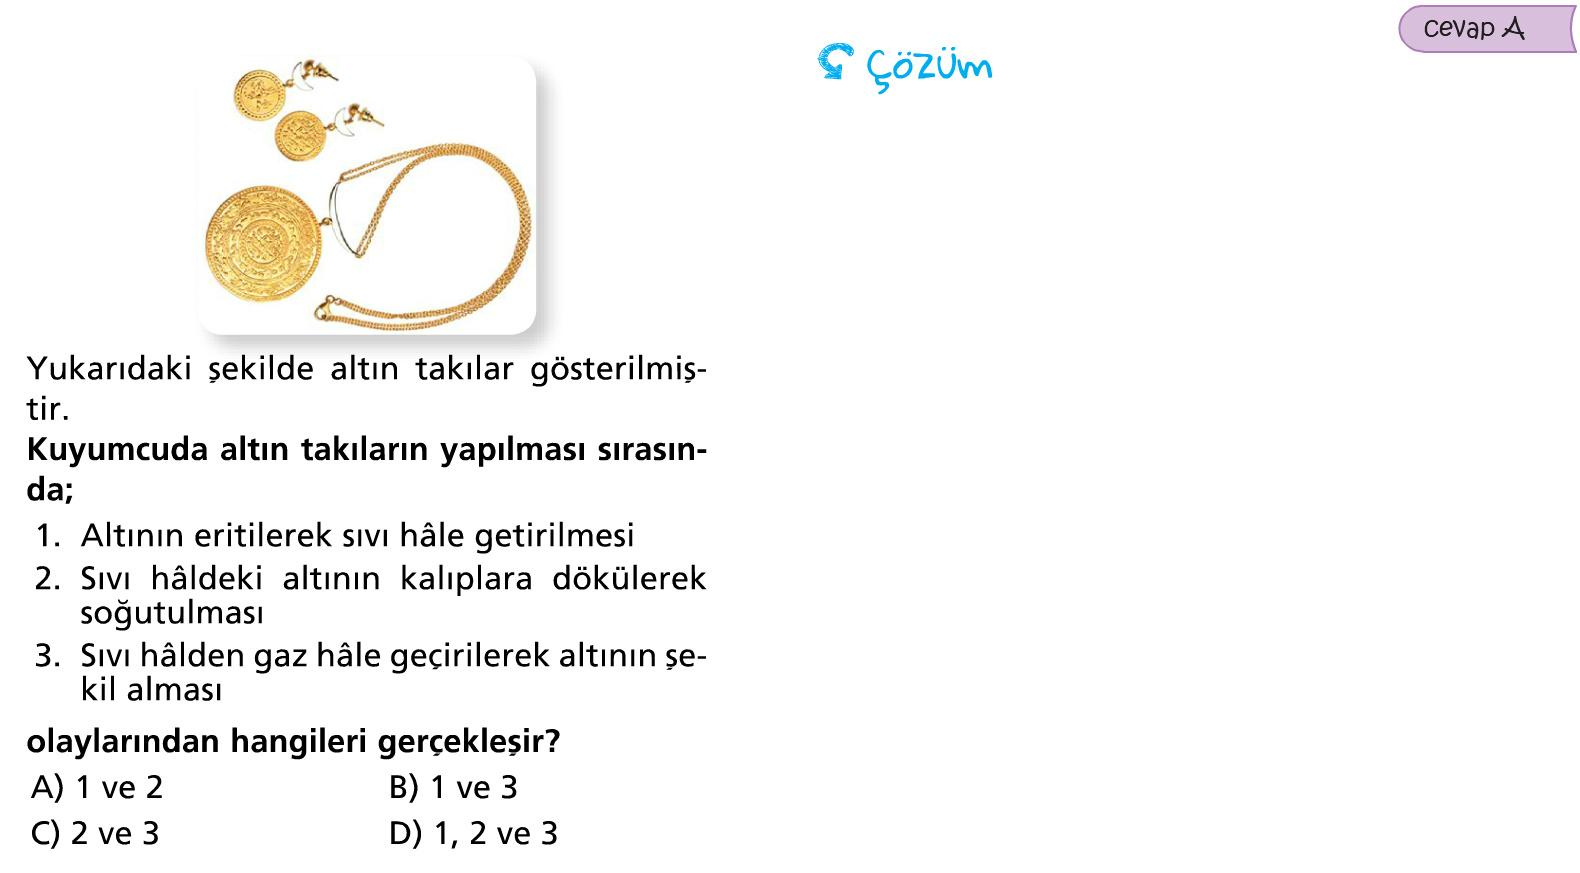 Cevap A
Çözüm
Yukarıdaki şekilde altın takılar gösterilmiş-
tir.
Kuyumcuda altın takıların yapılması sırasın-
da;
1. Altının eritilerek sıvı hâle getirilmesi
2. Sıvı hâldeki altının kalıplara dökülerek
soğutulması
3. Sıvı hâlden gaz hâle geçirilerek altının şe-
kil alması
olaylarından hangileri gerçekleşir?
A) 1 ve 2 B) 1 ve 3
C) 2 ve 3 D) 1, 2 ve 3